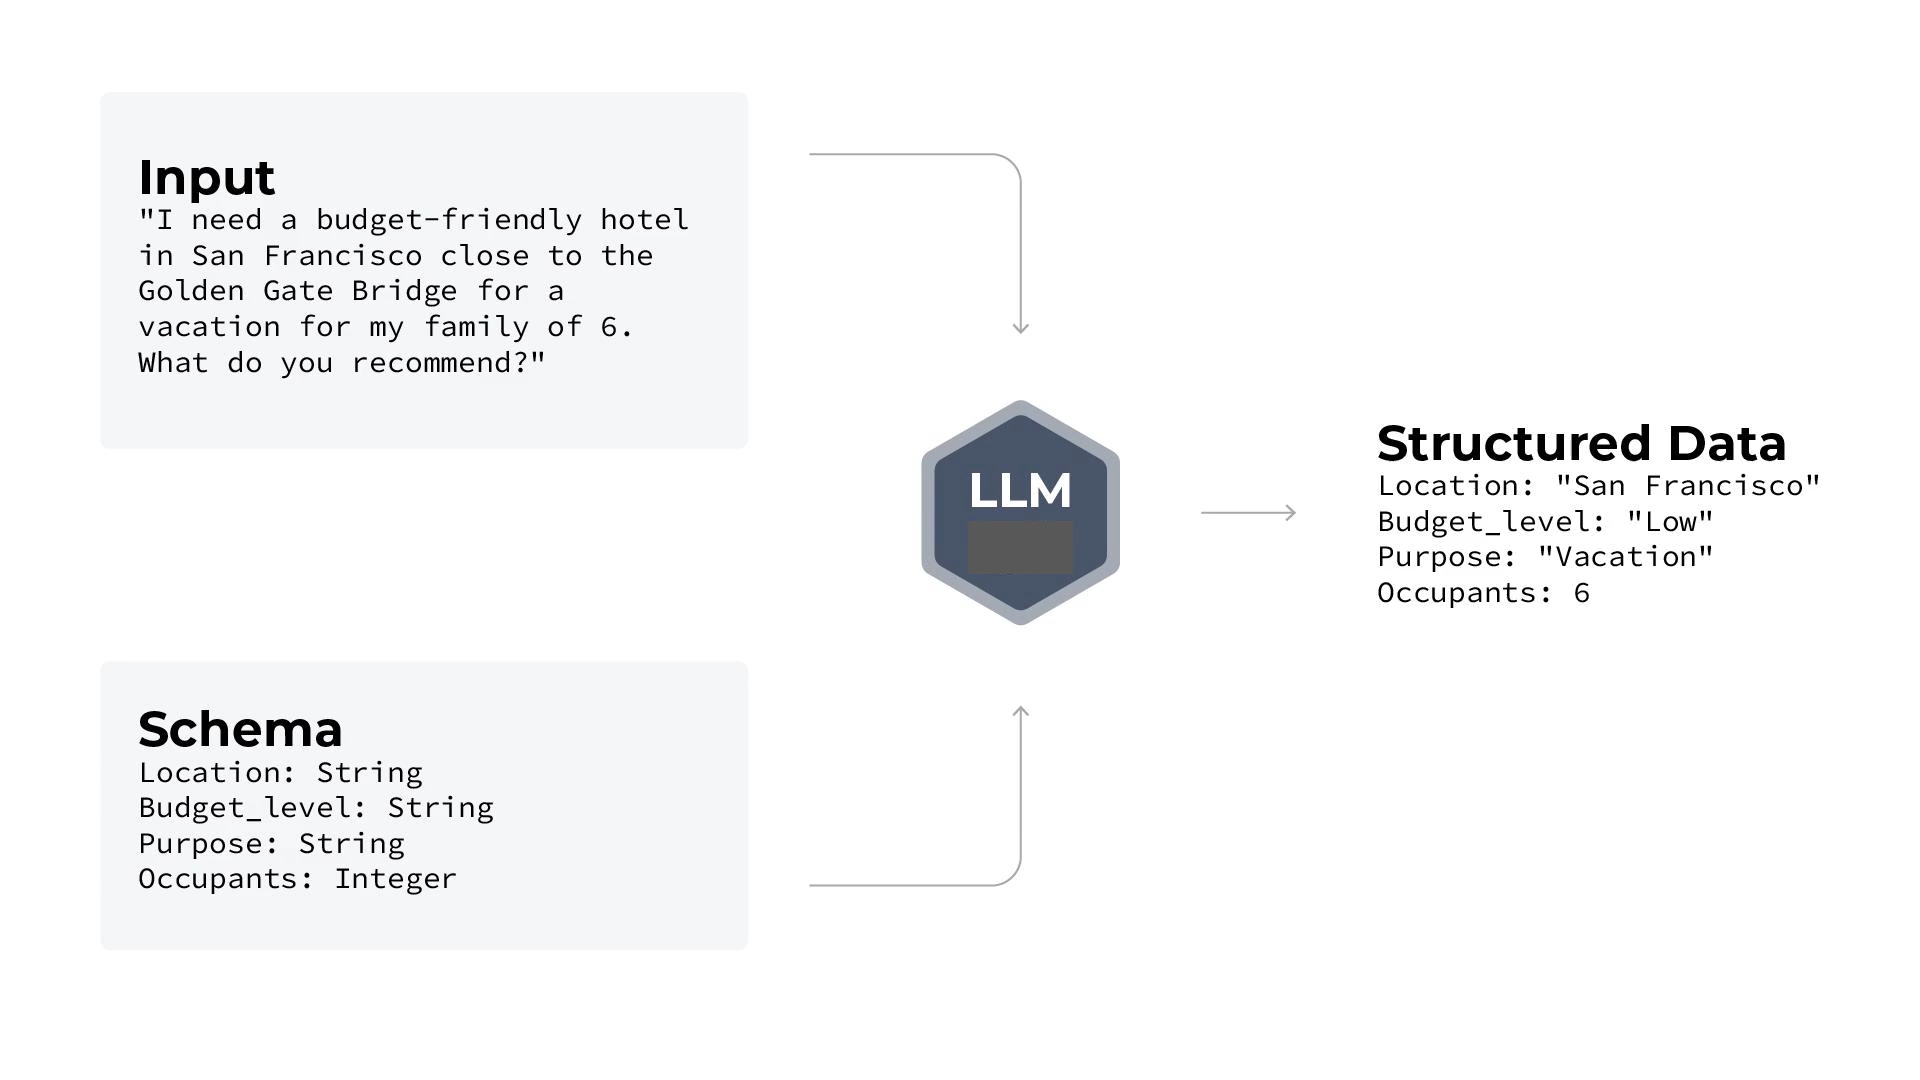 Input
"I need a budget-friendly hotel
in San Francisco close to the
Golden Gate Bridge for a
vacation for my family of 6.
What do you recommend?"
Schema
Location: String
Budget_level: String
Purpose: String
Occupants: Integer
LLM
Structured Data
Location: "San Francisco"
Budget_level: "Low"
Purpose: "Vacation"
Occupants: 6